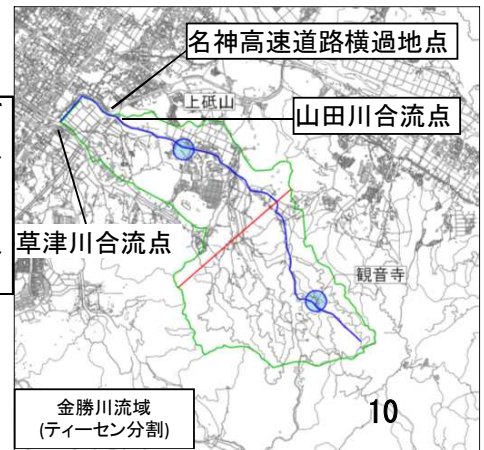 名神高速道路横過地点
上砥山
山田川合流点
草津川合流点
観音寺
金勝川流域
(ティーセン分割)
10